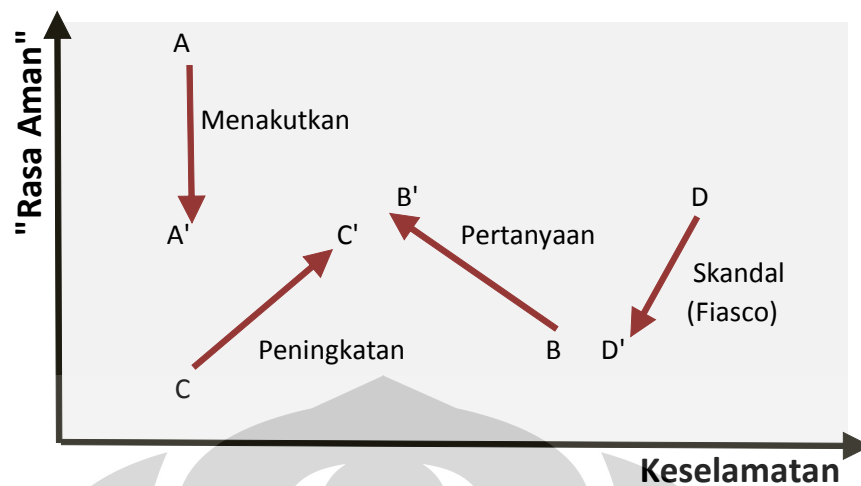 "Rasa Aman"
A
Menakutkan
A'
B'
D
C'
Pertanyaan
Skandal
(Fiasco)
Peningkatan
B
D'
C
Keselamatan